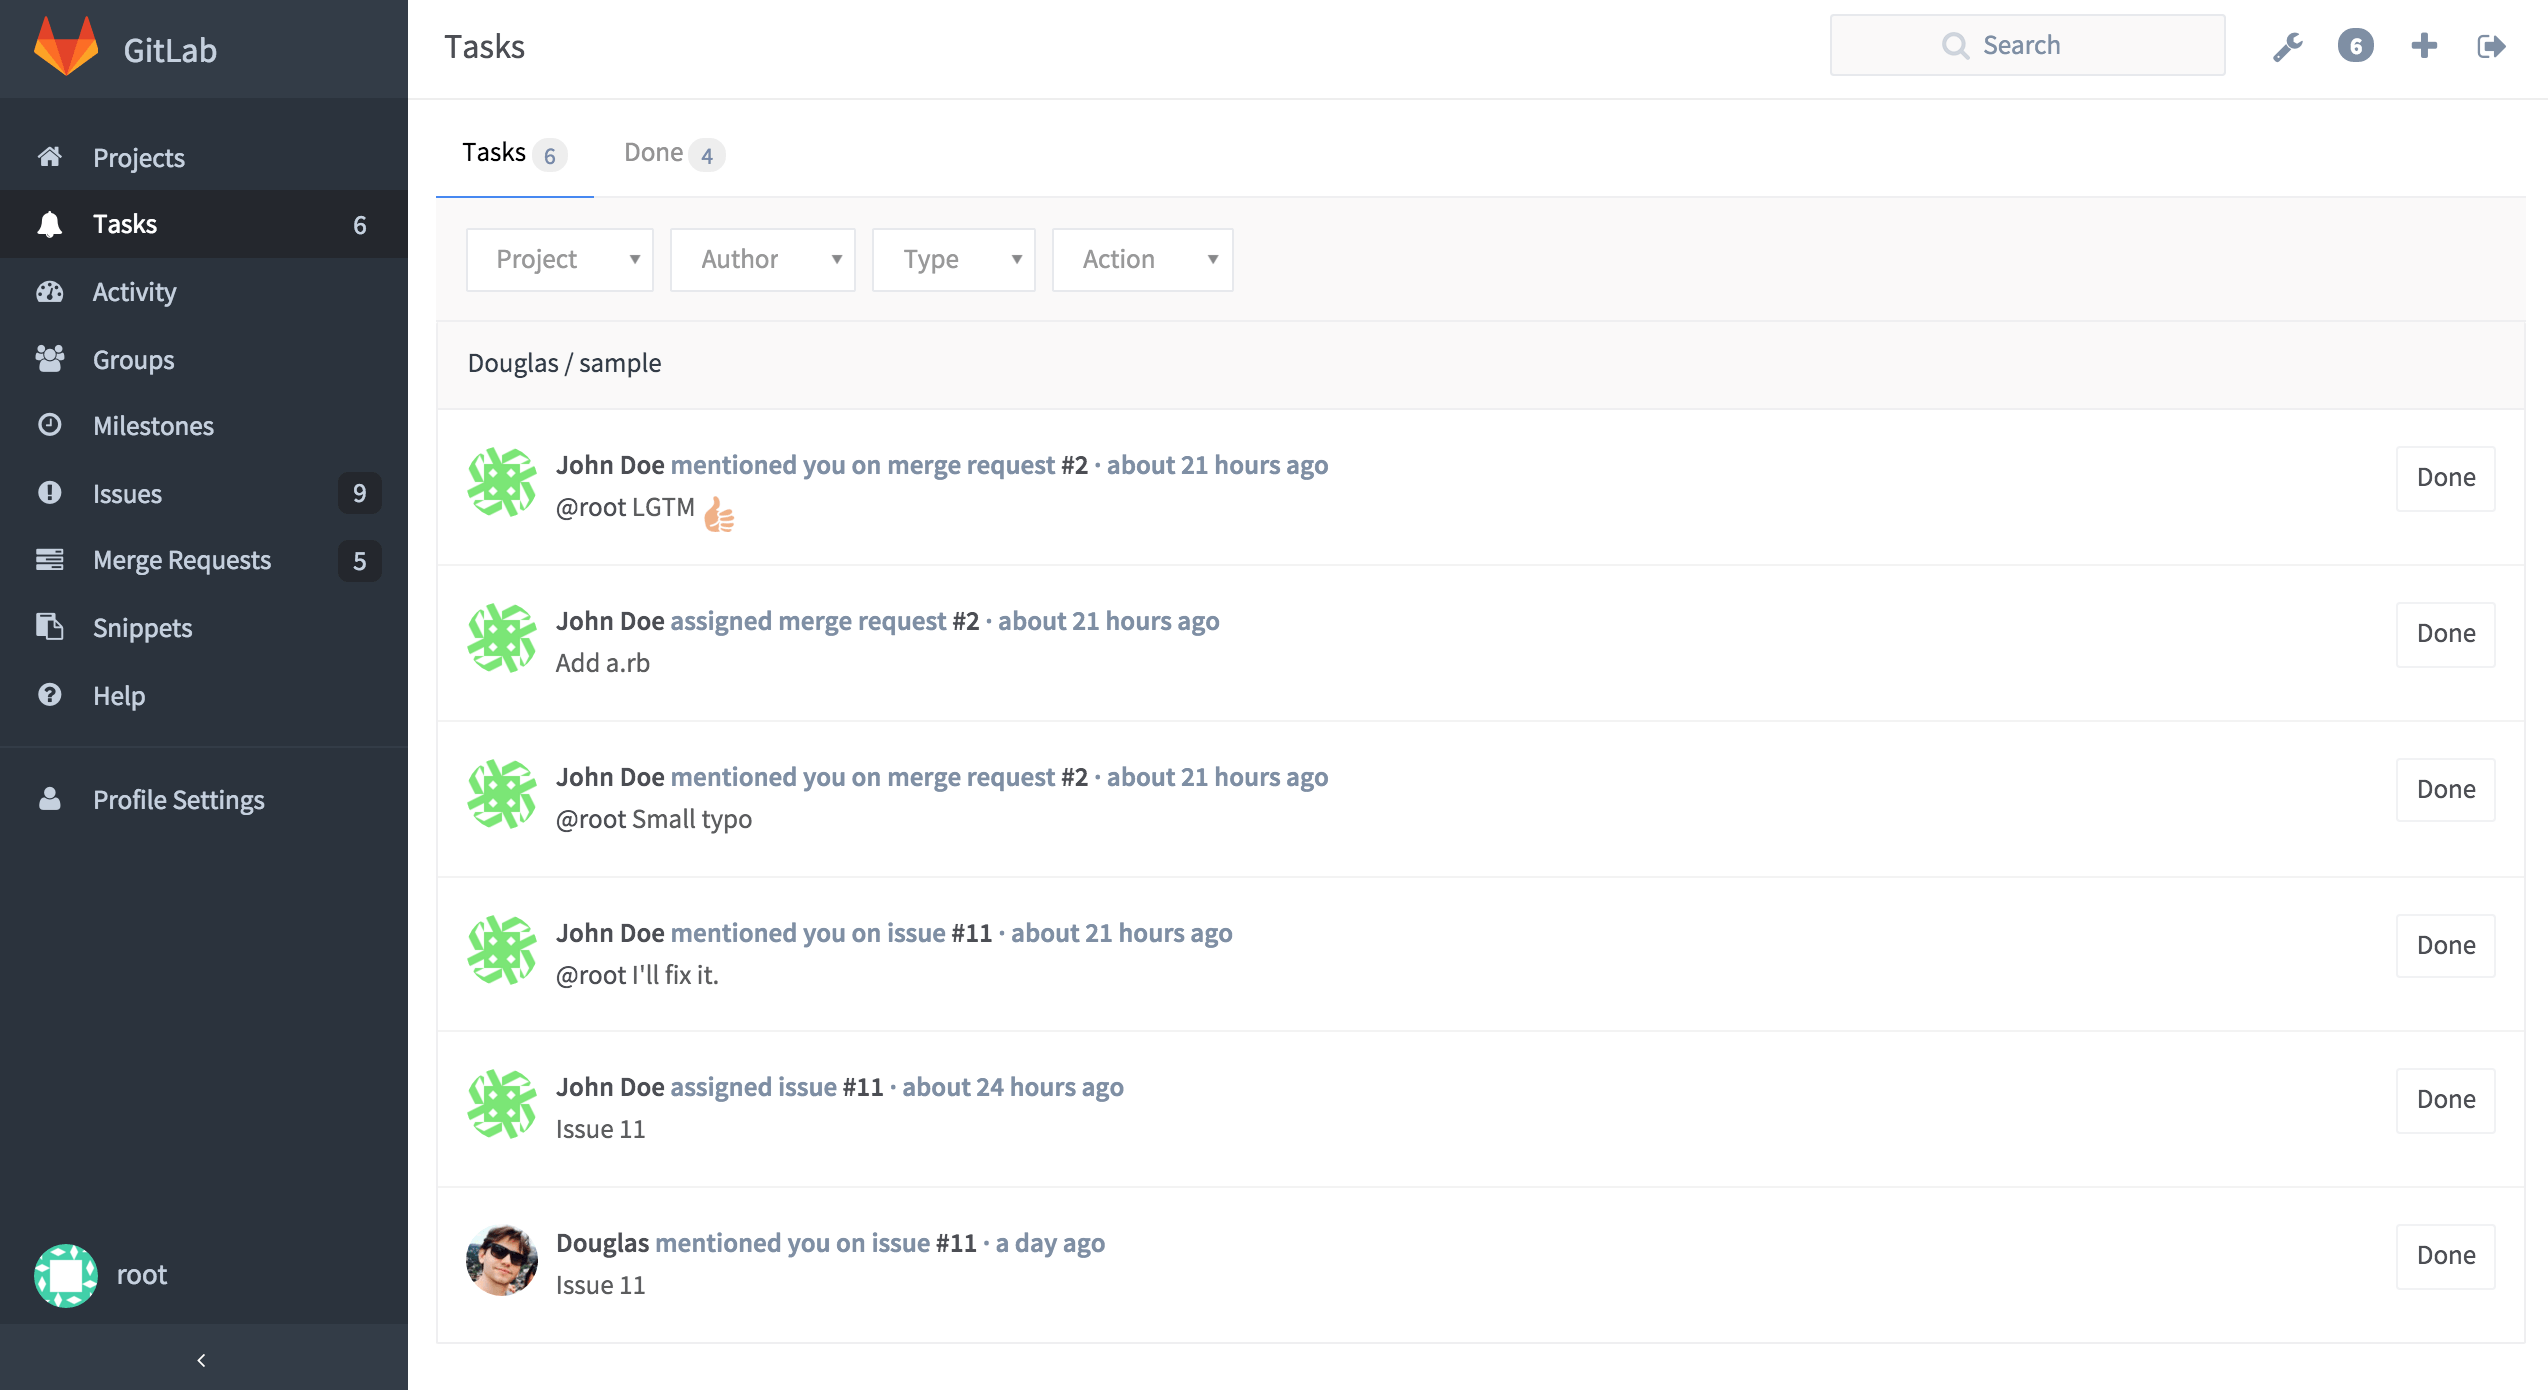 GitLab
Projects
Tasks 6
Activity
Groups
Milestones
Issues 9
Merge Requests 5
Snippets
Help
Profile Settings
root
Tasks
Search
6
Tasks 6 Done 4
Project Author Type Action
Douglas / sample
John Doe mentioned you on merge request #2 · about 21 hours ago
@root LGTM
Done
John Doe assigned merge request #2 · about 21 hours ago
Add a.rb
Done
John Doe mentioned you on merge request #2 · about 21 hours ago
@root Small typo
Done
John Doe mentioned you on issue #11 · about 21 hours ago
@root I'll fix it.
Done
John Doe assigned issue #11 · about 24 hours ago
Issue 11
Done
Douglas mentioned you on issue #11 · a day ago
Issue 11
Done